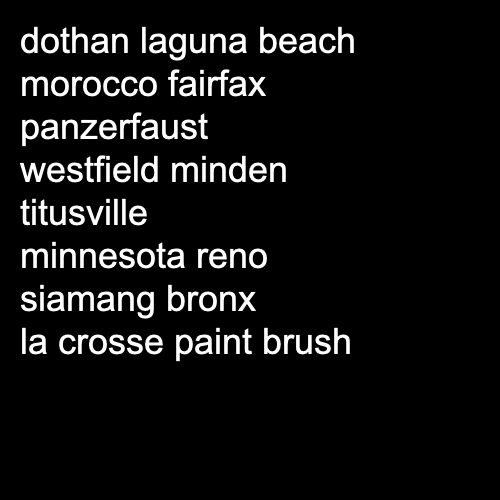 dothan laguna beach
morocco fairfax
panzerfaust
westfield minden
titusville
minnesota reno
siamang bronx
la crosse paint brush